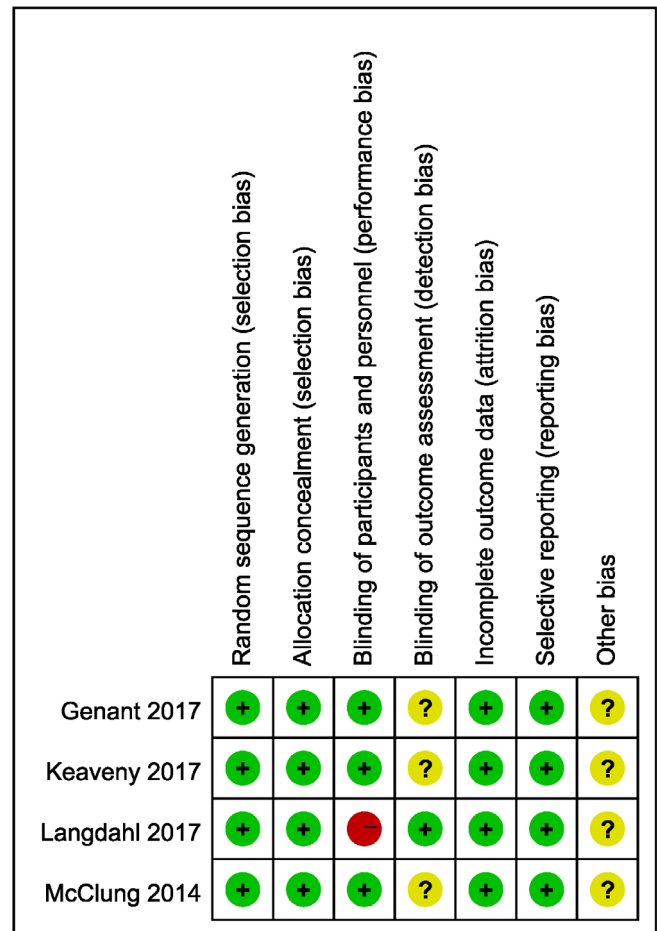 Random sequence generation (selection bias)
Allocation concealment (selection bias)
Blinding of participants and personnel (performance bias)
Blinding of outcome assessment (detection bias)
Incomplete outcome data (attrition bias)
Selective reporting (reporting bias)
Other bias
Genant 2017 + + + ? + + ?
Keaveny 2017 + + + ? + + ?
Langdahl 2017 + + – + + + ?
McClung 2014 + + + ? + + ?